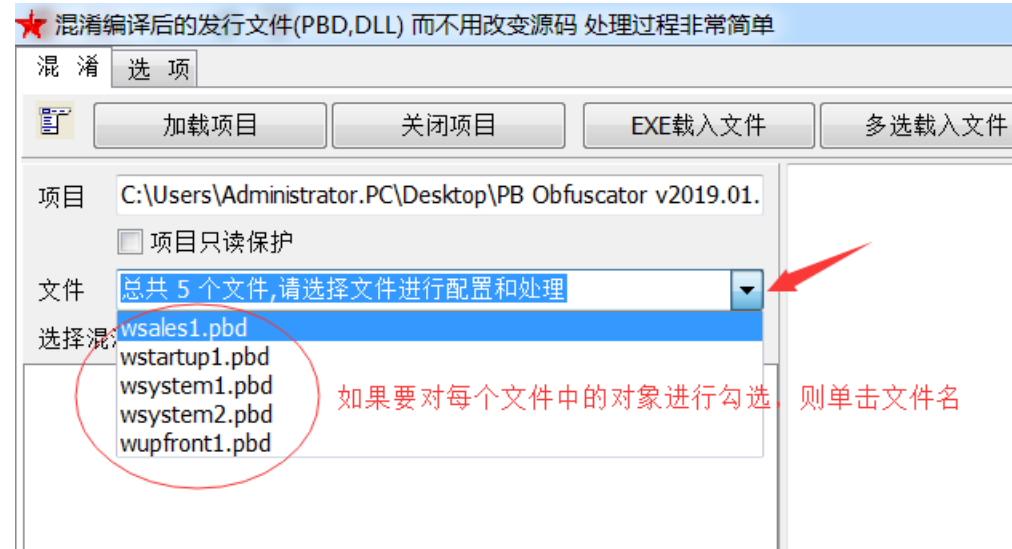 混淆编译后的发行文件(PBD,DLL) 而不用改变源码 处理过程非常简单
混 淆 选 项
加载项目 关闭项目 EXE载入文件 多选载入文件
项目 C:\Users\Administrator.PC\Desktop\PB Obfuscator v2019.01.
项目只读保护
文件 总共 5 个文件,请选择文件进行配置和处理
选择混
wsales1.pbd
wstartup1.pbd
wsystem1.pbd
wsystem2.pbd
wupfront1.pbd
如果要对每个文件中的对象进行勾选，则单击文件名